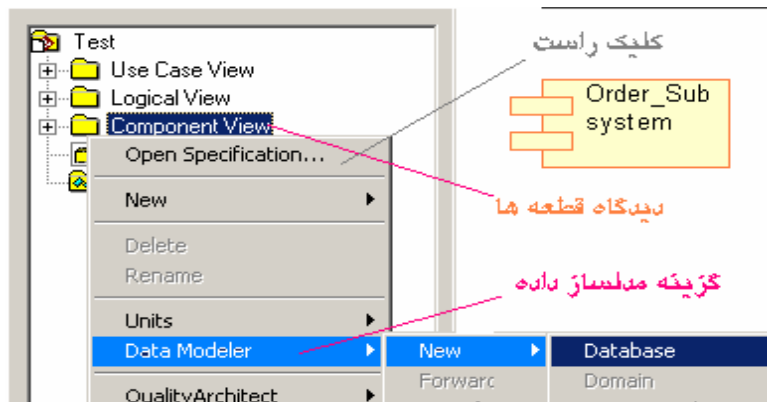 Test
Use Case View
Logical View
Component View
Open Specification...
New
Delete
Rename
Units
Data Modeler
QualityArchitect
New
Forward
Database
Domain
کلیک راست
Order_Sub
system
دیدگاه قطعه ها
گزینه مدلساز داده